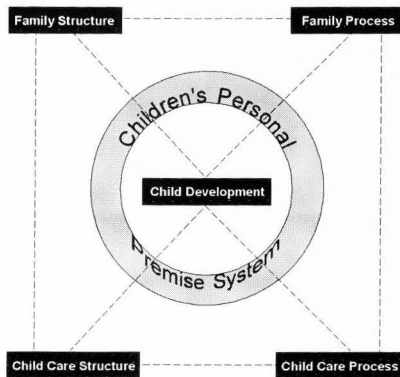 Family Structure
Family Process
Children's Personal
Child Development
Premise System
Child Care Structure
Child Care Process